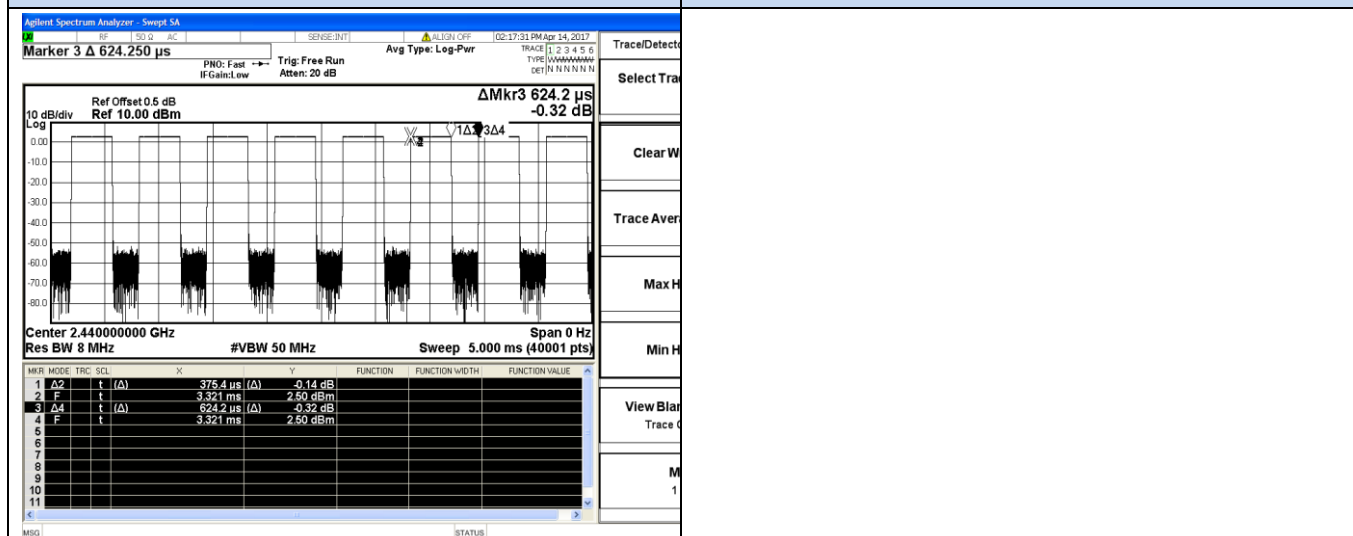 Agilent Spectrum Analyzer - Swept SA
RF 50 Ω AC SENSE:INT ALIGN OFF 02:17:31 PM Apr 14, 2017
Marker 3 Δ 624.250 µs
PNO: Fast
IFGain:Low
Trig: Free Run
Atten: 20 dB
Avg Type: Log-Pwr
TRACE 1 2 3 4 5 6
TYPE
DET N N N N N N
Trace/Detecto
Select Tra
Clear W
Trace Avera
Max H
Min H
View Blan
Trace
M
1
Ref Offset 0.5 dB
10 dB/div Ref 10.00 dBm
ΔMkr3 624.2 µs
-0.32 dB
Log
0.00
-10.0
-20.0
-30.0
-40.0
-50.0
-60.0
-70.0
-80.0
1Δ2 3Δ4
Center 2.440000000 GHz Span 0 Hz
Res BW 8 MHz #VBW 50 MHz Sweep 5.000 ms (40001 pts)
MKR MODE TRC SCL X Y FUNCTION FUNCTION WIDTH FUNCTION VALUE
1 Δ2 t (Δ) 375.4 µs (Δ) -0.14 dB
2 F t 3.321 ms 2.50 dBm
3 Δ4 t (Δ) 624.2 µs (Δ) -0.32 dB
4 F t 3.321 ms 2.50 dBm
5
6
7
8
9
10
11
MSG STATUS